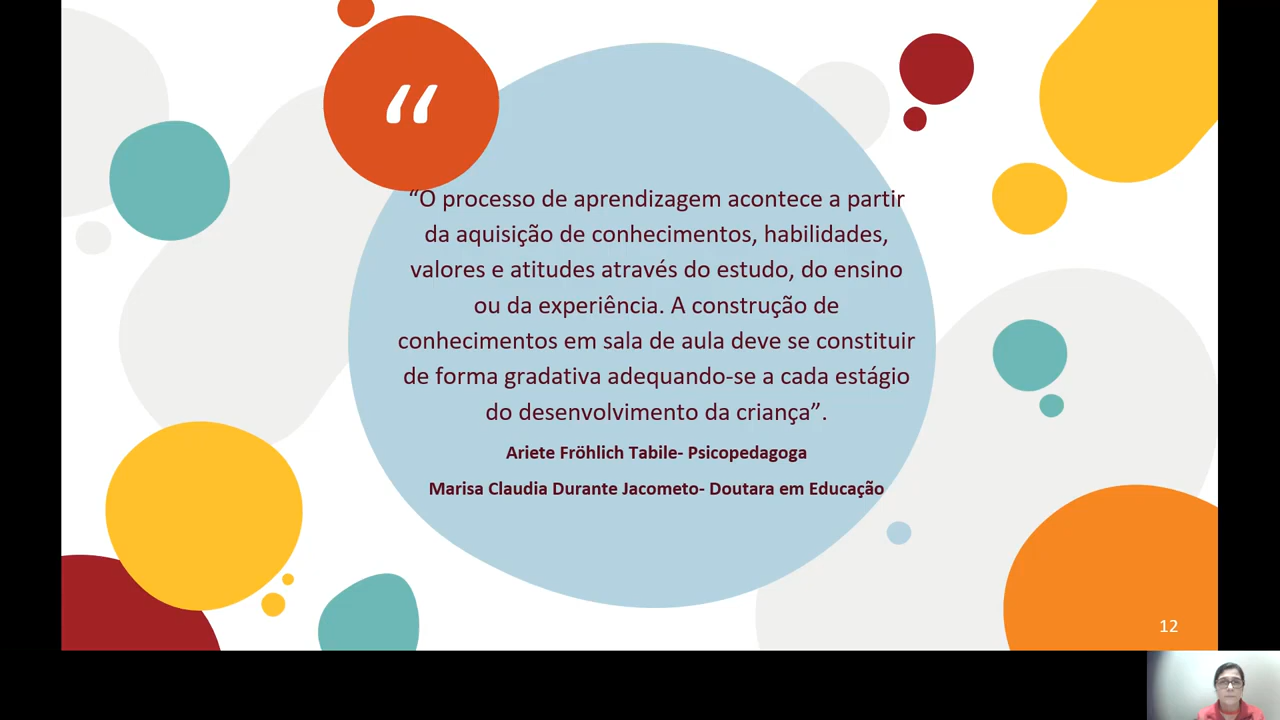 “
“O processo de aprendizagem acontece a partir
da aquisição de conhecimentos, habilidades,
valores e atitudes através do estudo, do ensino
ou da experiência. A construção de
conhecimentos em sala de aula deve se constituir
de forma gradativa adequando-se a cada estágio
do desenvolvimento da criança”.
Ariete Fröhlich Tabile- Psicopedagoga
Marisa Claudia Durante Jacometo- Doutara em Educação
12